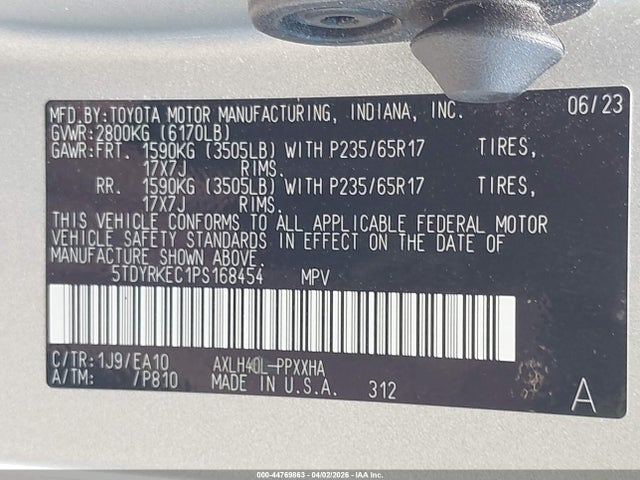 MFD.BY:TOYOTA MOTOR MANUFACTURING, INDIANA, INC. 06/23
GVWR:2800KG (6170LB)
GAWR:FRT. 1590KG (3505LB) WITH P235/65R17 TIRES,
17X7J RIMS.
RR. 1590KG (3505LB) WITH P235/65R17 TIRES,
17X7J RIMS.
THIS VEHICLE CONFORMS TO ALL APPLICABLE FEDERAL MOTOR
VEHICLE SAFETY STANDARDS IN EFFECT ON THE DATE OF
MANUFACTURE SHOWN ABOVE.
5TDYRKEC1PS168454 MPV
C/TR:1J9/EA10 AXLH40L-PPXXHA
A/TM: /P810 MADE IN U.S.A. 312 A
000-44769863 | 04/02/2026 | IAA Inc.